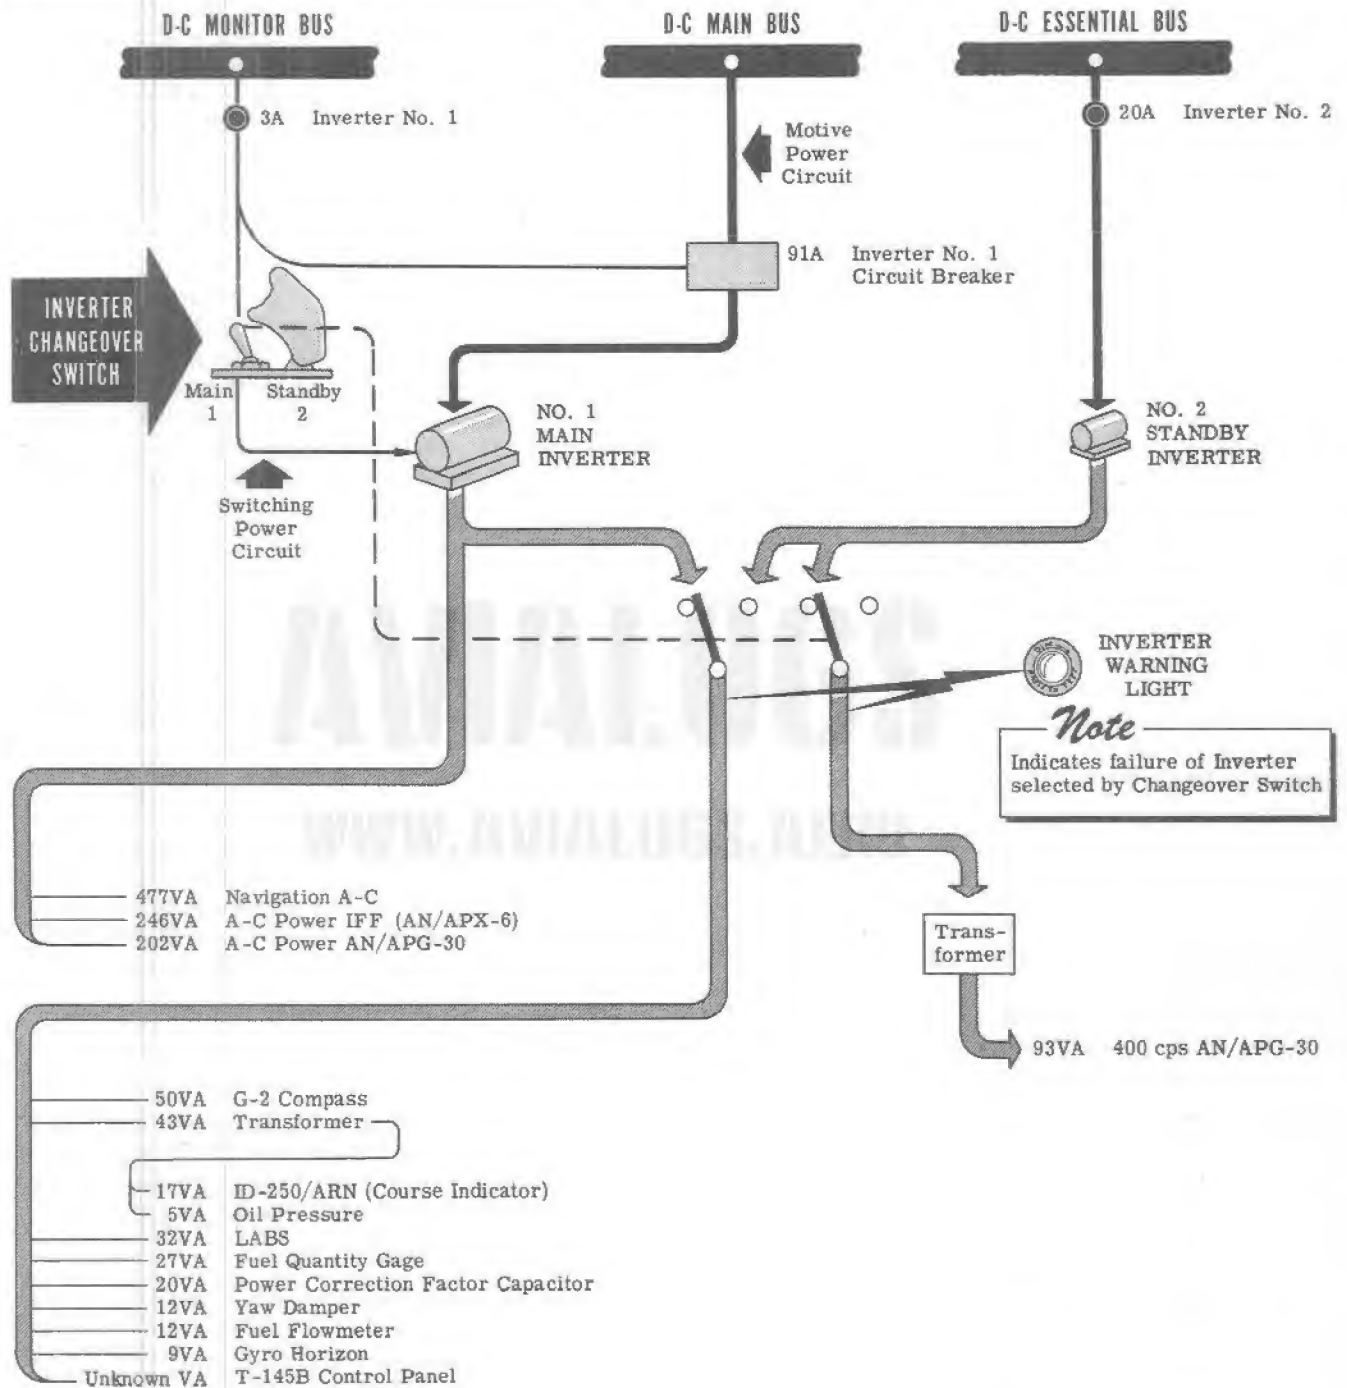 D-C MONITOR BUS
D-C MAIN BUS
D-C ESSENTIAL BUS
3A Inverter No. 1
Motive
Power
Circuit
20A Inverter No. 2
91A Inverter No. 1
Circuit Breaker
INVERTER
CHANGEOVER
SWITCH
Main
1
Standby
2
NO. 1
MAIN
INVERTER
NO. 2
STANDBY
INVERTER
Switching
Power
Circuit
INVERTER
WARNING
LIGHT
Note
Indicates failure of Inverter
selected by Changeover Switch
477VA Navigation A-C
246VA A-C Power IFF (AN/APX-6)
202VA A-C Power AN/APG-30
Trans-
former
93VA 400 cps AN/APG-30
50VA G-2 Compass
43VA Transformer
17VA ID-250/ARN (Course Indicator)
5VA Oil Pressure
32VA LABS
27VA Fuel Quantity Gage
20VA Power Correction Factor Capacitor
12VA Yaw Damper
12VA Fuel Flowmeter
9VA Gyro Horizon
Unknown VA T-145B Control Panel